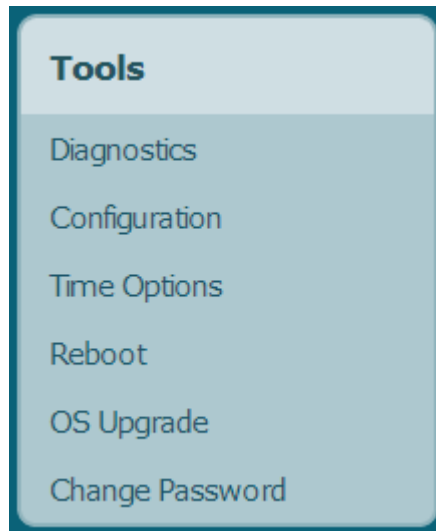 Tools
Diagnostics
Configuration
Time Options
Reboot
OS Upgrade
Change Password